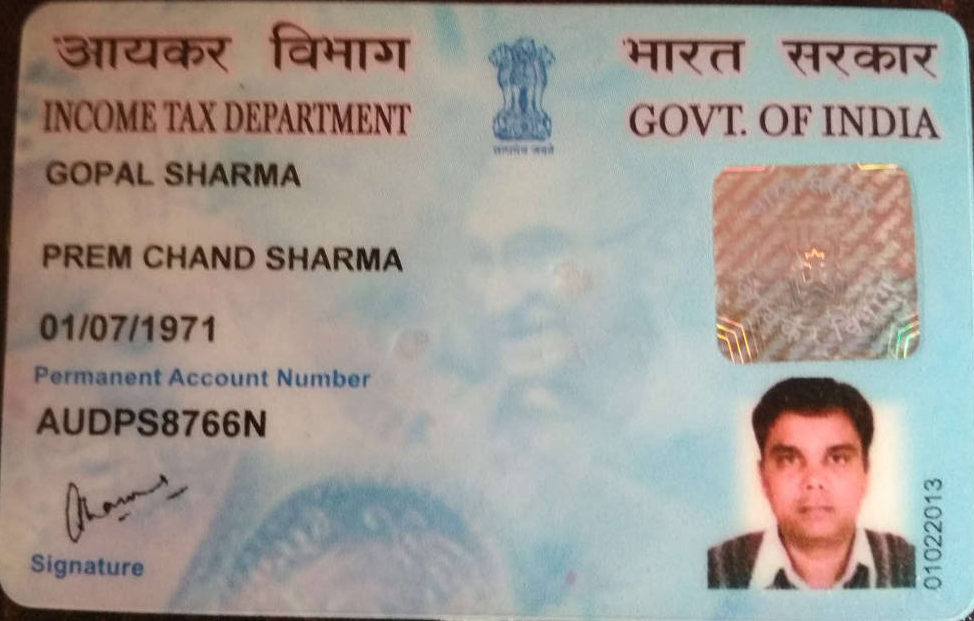 आयकर विभाग
INCOME TAX DEPARTMENT
भारत सरकार
GOVT. OF INDIA
सत्यमेव जयते
GOPAL SHARMA
PREM CHAND SHARMA
01/07/1971
Permanent Account Number
AUDPS8766N
Signature
01022013